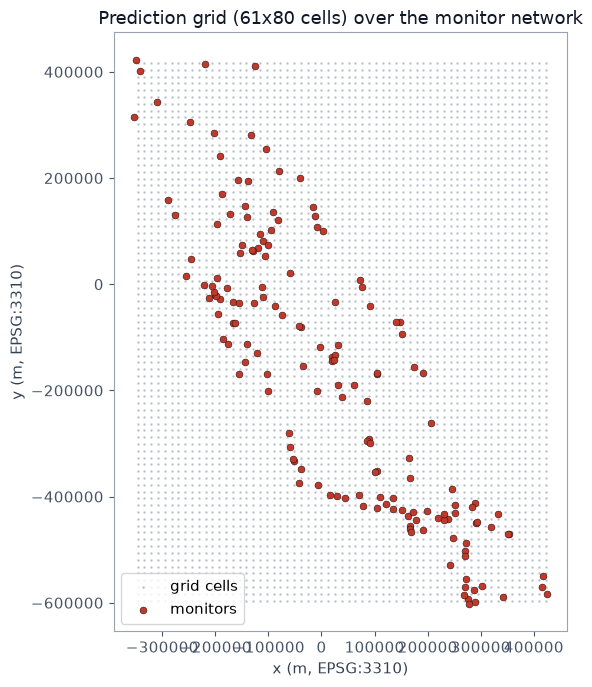 Prediction grid (61x80 cells) over the monitor network
400000
200000
0
−200000
−400000
−600000
y (m, EPSG:3310)
grid cells
monitors
−300000 −200000 −100000 0 100000 200000 300000 400000
x (m, EPSG:3310)